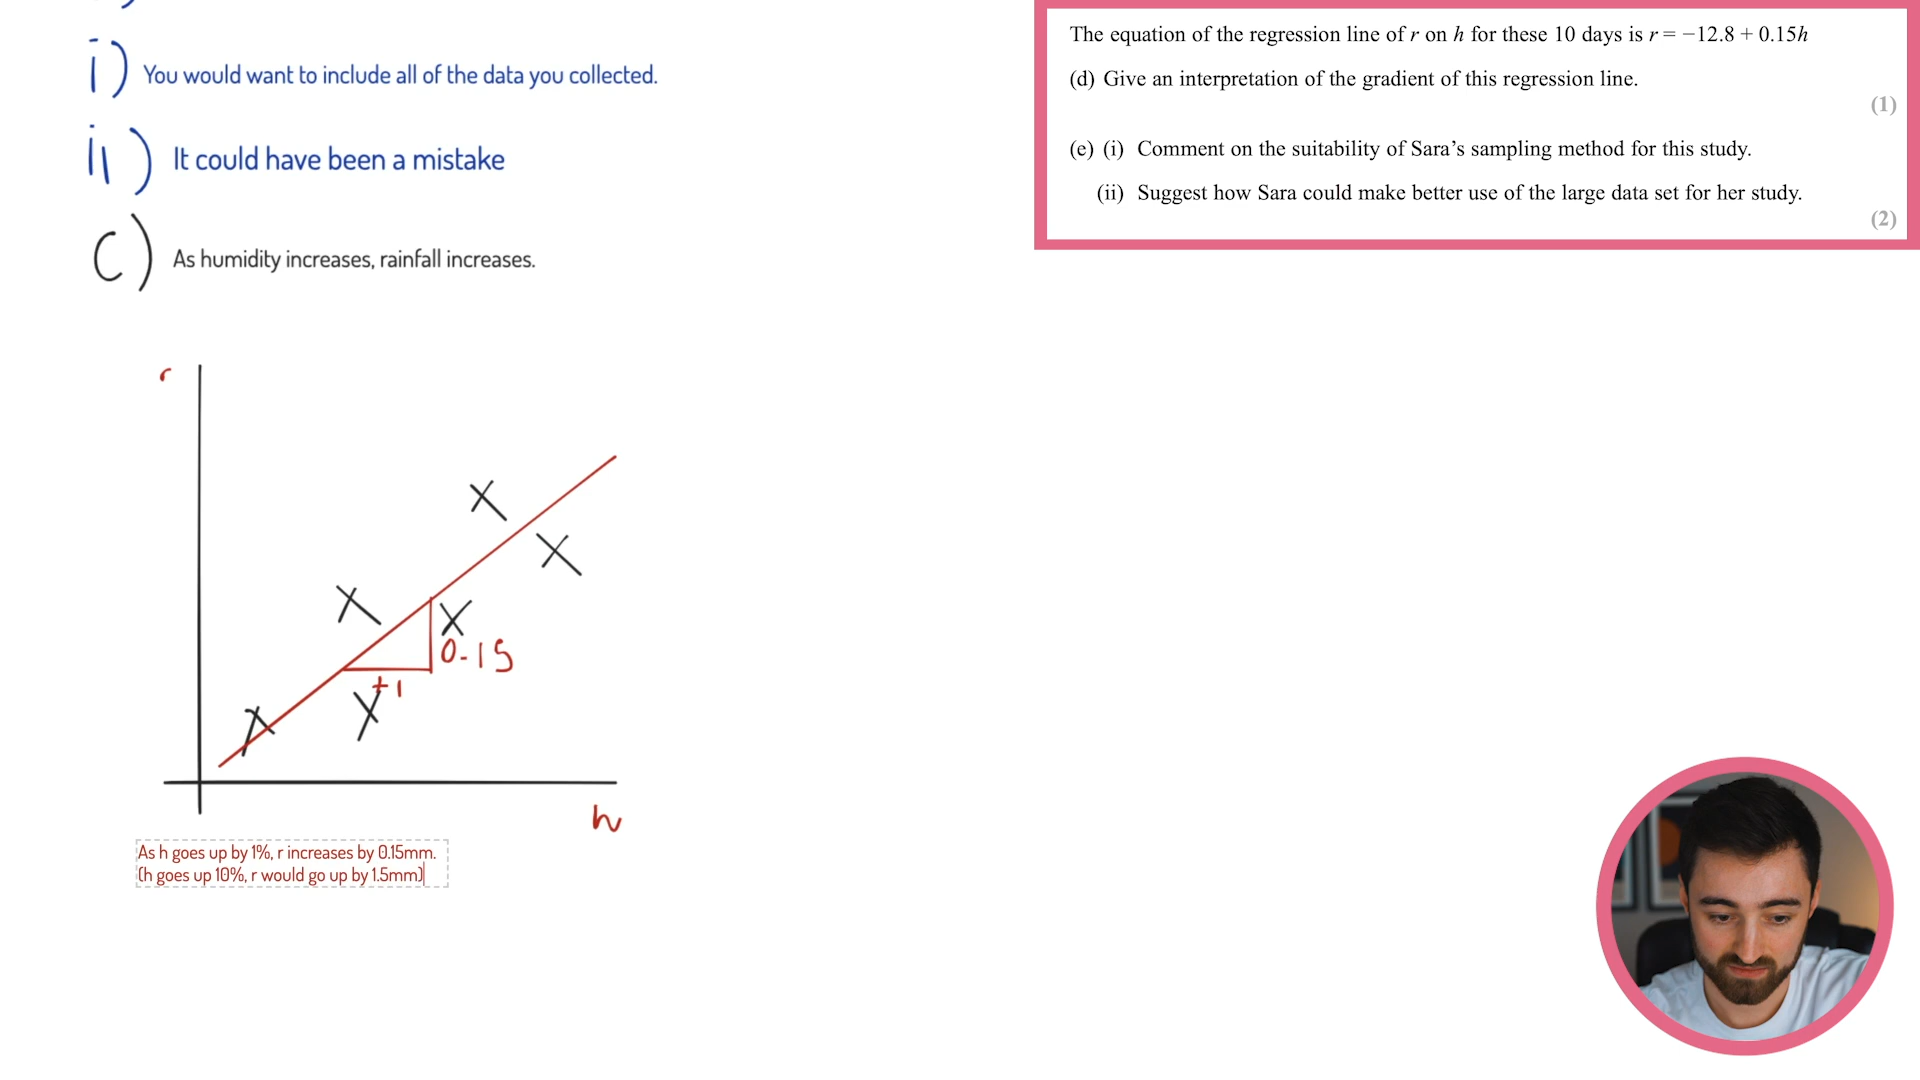 i) You would want to include all of the data you collected.
ii) It could have been a mistake
c) As humidity increases, rainfall increases.
r
0.15
+1
h
As h goes up by 1%, r increases by 0.15mm.
(h goes up 10%, r would go up by 1.5mm)
The equation of the regression line of r on h for these 10 days is r = −12.8 + 0.15h
(d) Give an interpretation of the gradient of this regression line.
(1)
(e) (i) Comment on the suitability of Sara’s sampling method for this study.
(ii) Suggest how Sara could make better use of the large data set for her study.
(2)